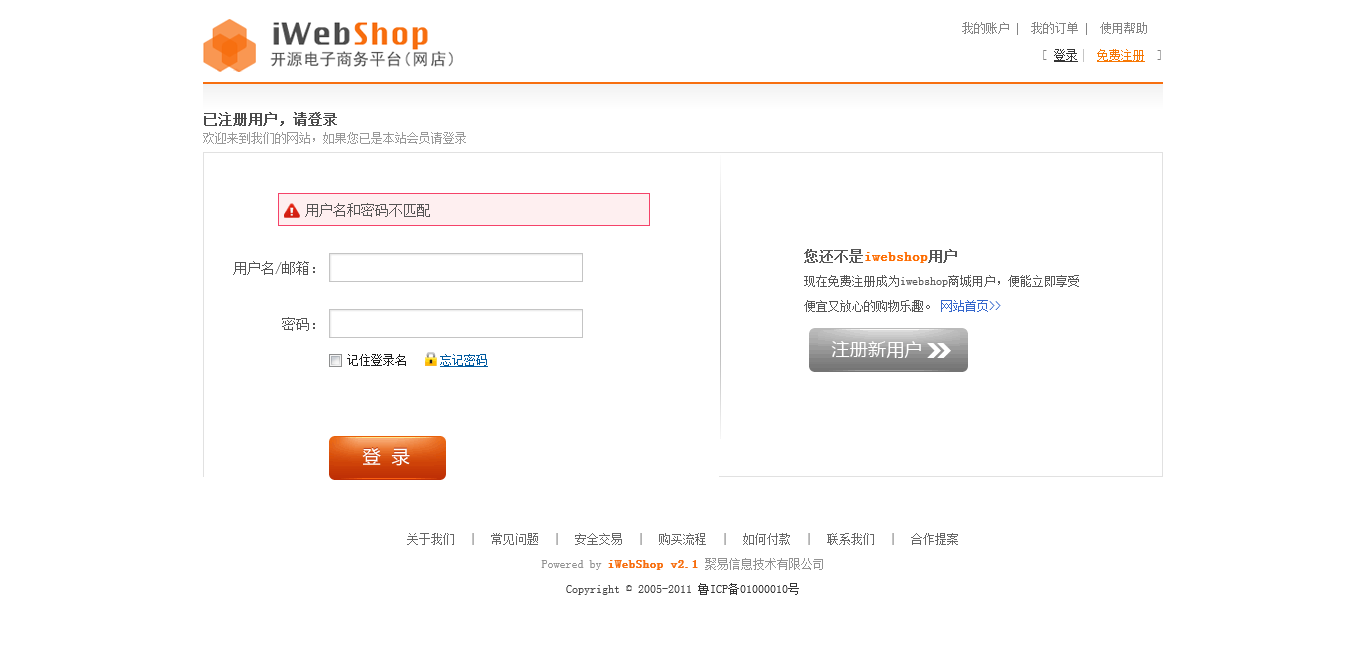 iWebShop
开源电子商务平台(网店)
我的账户 | 我的订单 | 使用帮助
[ 登录 | 免费注册 ]
已注册用户，请登录
欢迎来到我们的网站，如果您已是本站会员请登录
用户名和密码不匹配
用户名/邮箱：
密码：
记住登录名 忘记密码
登 录
您还不是iwebshop用户
现在免费注册成为iwebshop商城用户，便能立即享受
便宜又放心的购物乐趣。 网站首页>>
注册新用户
关于我们 | 常见问题 | 安全交易 | 购买流程 | 如何付款 | 联系我们 | 合作提案
Powered by iWebShop v2.1 聚易信息技术有限公司
Copyright © 2005-2011 鲁ICP备01000010号